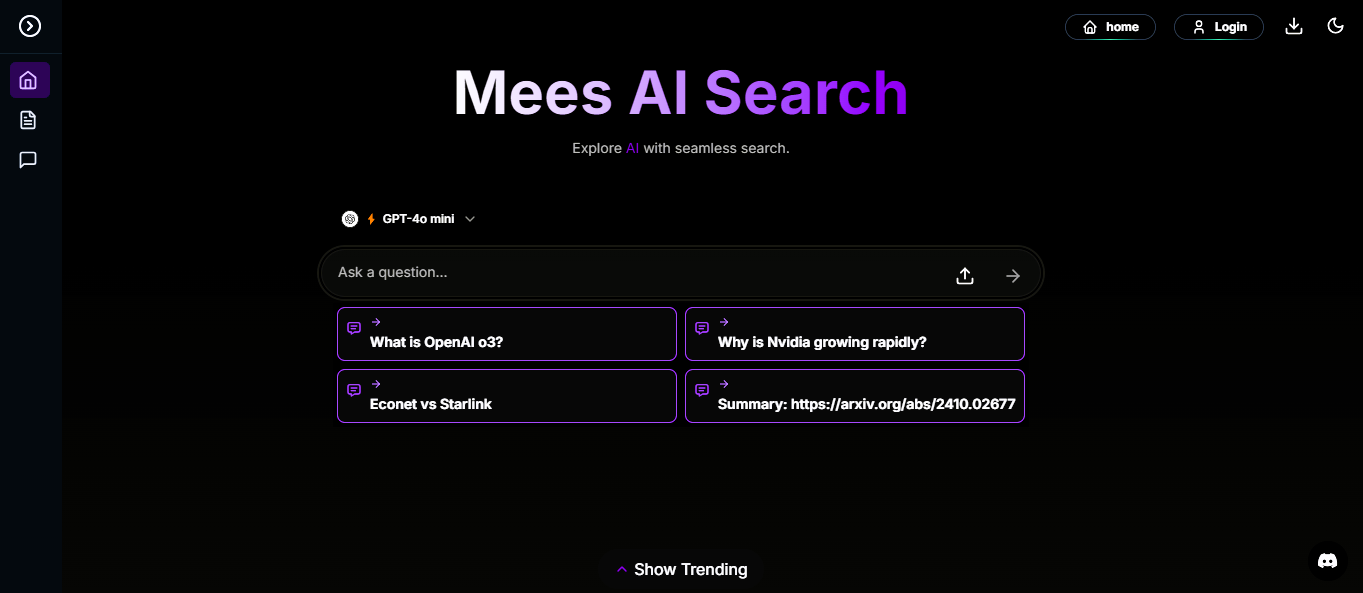 home
Login
Mees AI Search
Explore AI with seamless search.
GPT-4o mini
Ask a question...
What is OpenAI o3?
Why is Nvidia growing rapidly?
Econet vs Starlink
Summary: https://arxiv.org/abs/2410.02677
Show Trending